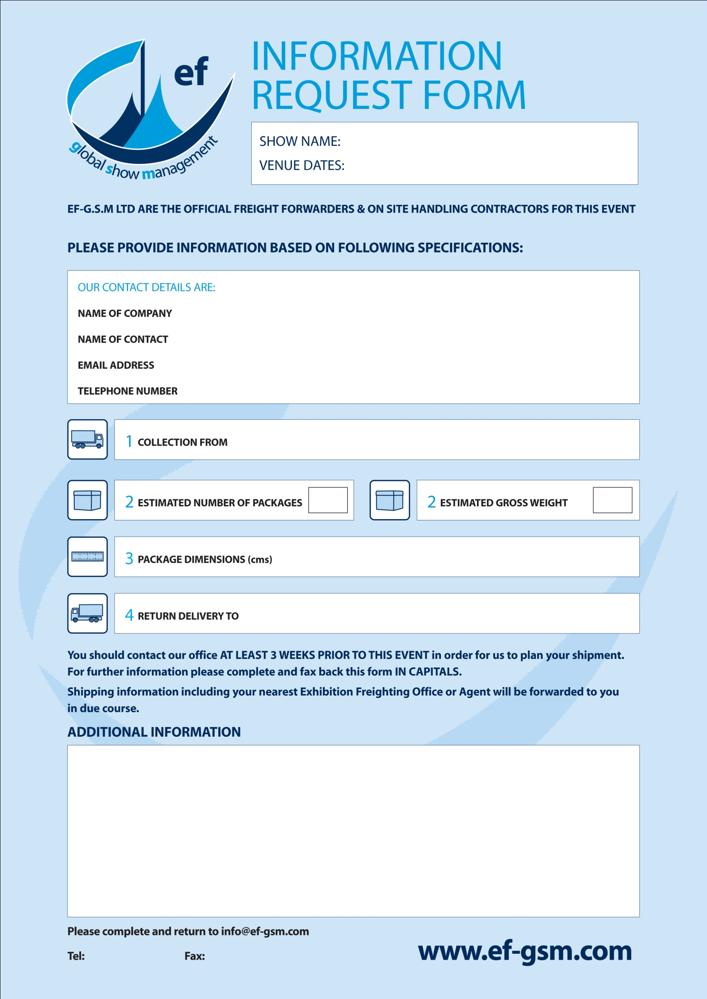 ef
global show management
INFORMATION
REQUEST FORM
SHOW NAME:
VENUE DATES:
EF-G.S.M LTD ARE THE OFFICIAL FREIGHT FORWARDERS & ON SITE HANDLING CONTRACTORS FOR THIS EVENT
PLEASE PROVIDE INFORMATION BASED ON FOLLOWING SPECIFICATIONS:
OUR CONTACT DETAILS ARE:
NAME OF COMPANY
NAME OF CONTACT
EMAIL ADDRESS
TELEPHONE NUMBER
1 COLLECTION FROM
2 ESTIMATED NUMBER OF PACKAGES
2 ESTIMATED GROSS WEIGHT
3 PACKAGE DIMENSIONS (cms)
4 RETURN DELIVERY TO
You should contact our office AT LEAST 3 WEEKS PRIOR TO THIS EVENT in order for us to plan your shipment.
For further information please complete and fax back this form IN CAPITALS.
Shipping information including your nearest Exhibition Freighting Office or Agent will be forwarded to you
in due course.
ADDITIONAL INFORMATION
Please complete and return to info@ef-gsm.com
Tel:
Fax:
www.ef-gsm.com